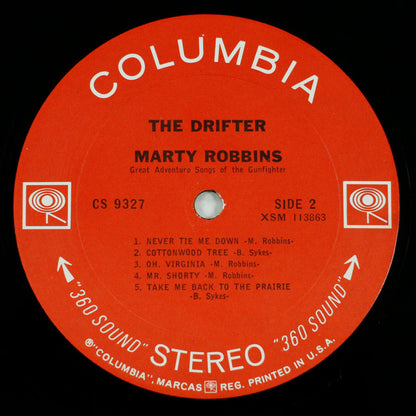 COLUMBIA
THE DRIFTER
MARTY ROBBINS
Great Adventure Songs of the Gunfighter
CS 9327
SIDE 2
XSM 113863
1. NEVER TIE ME DOWN -M. Robbins-
2. COTTONWOOD TREE -B. Sykes-
3. OH, VIRGINIA -M. Robbins-
4. MR. SHORTY -M. Robbins-
5. TAKE ME BACK TO THE PRAIRIE
-B. Sykes-
"360 SOUND" STEREO "360 SOUND"
®"COLUMBIA", MARCAS REG. PRINTED IN U.S.A.